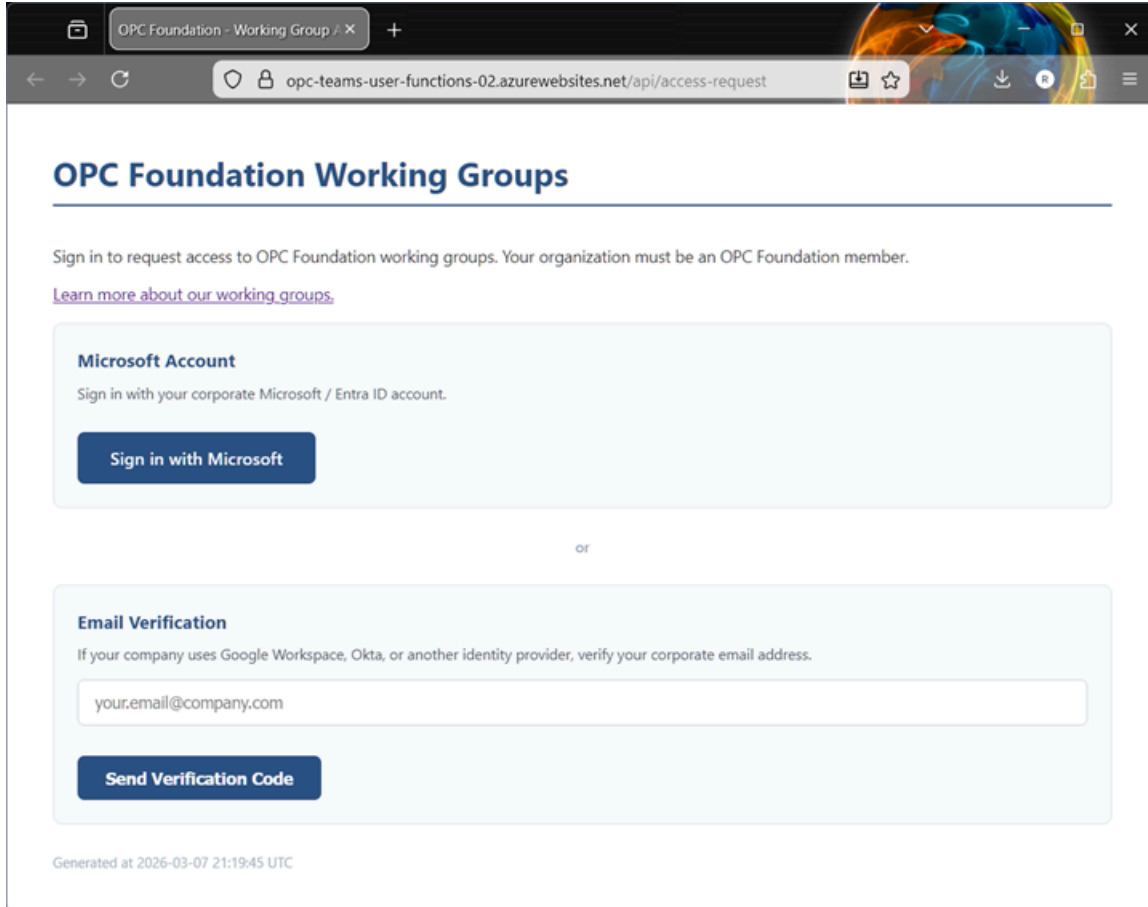 OPC Foundation - Working Group A
opc-teams-user-functions-02.azurewebsites.net/api/access-request
R
OPC Foundation Working Groups
Sign in to request access to OPC Foundation working groups. Your organization must be an OPC Foundation member.
Learn more about our working groups.
Microsoft Account
Sign in with your corporate Microsoft / Entra ID account.
Sign in with Microsoft
or
Email Verification
If your company uses Google Workspace, Okta, or another identity provider, verify your corporate email address.
your.email@company.com
Send Verification Code
Generated at 2026-03-07 21:19:45 UTC